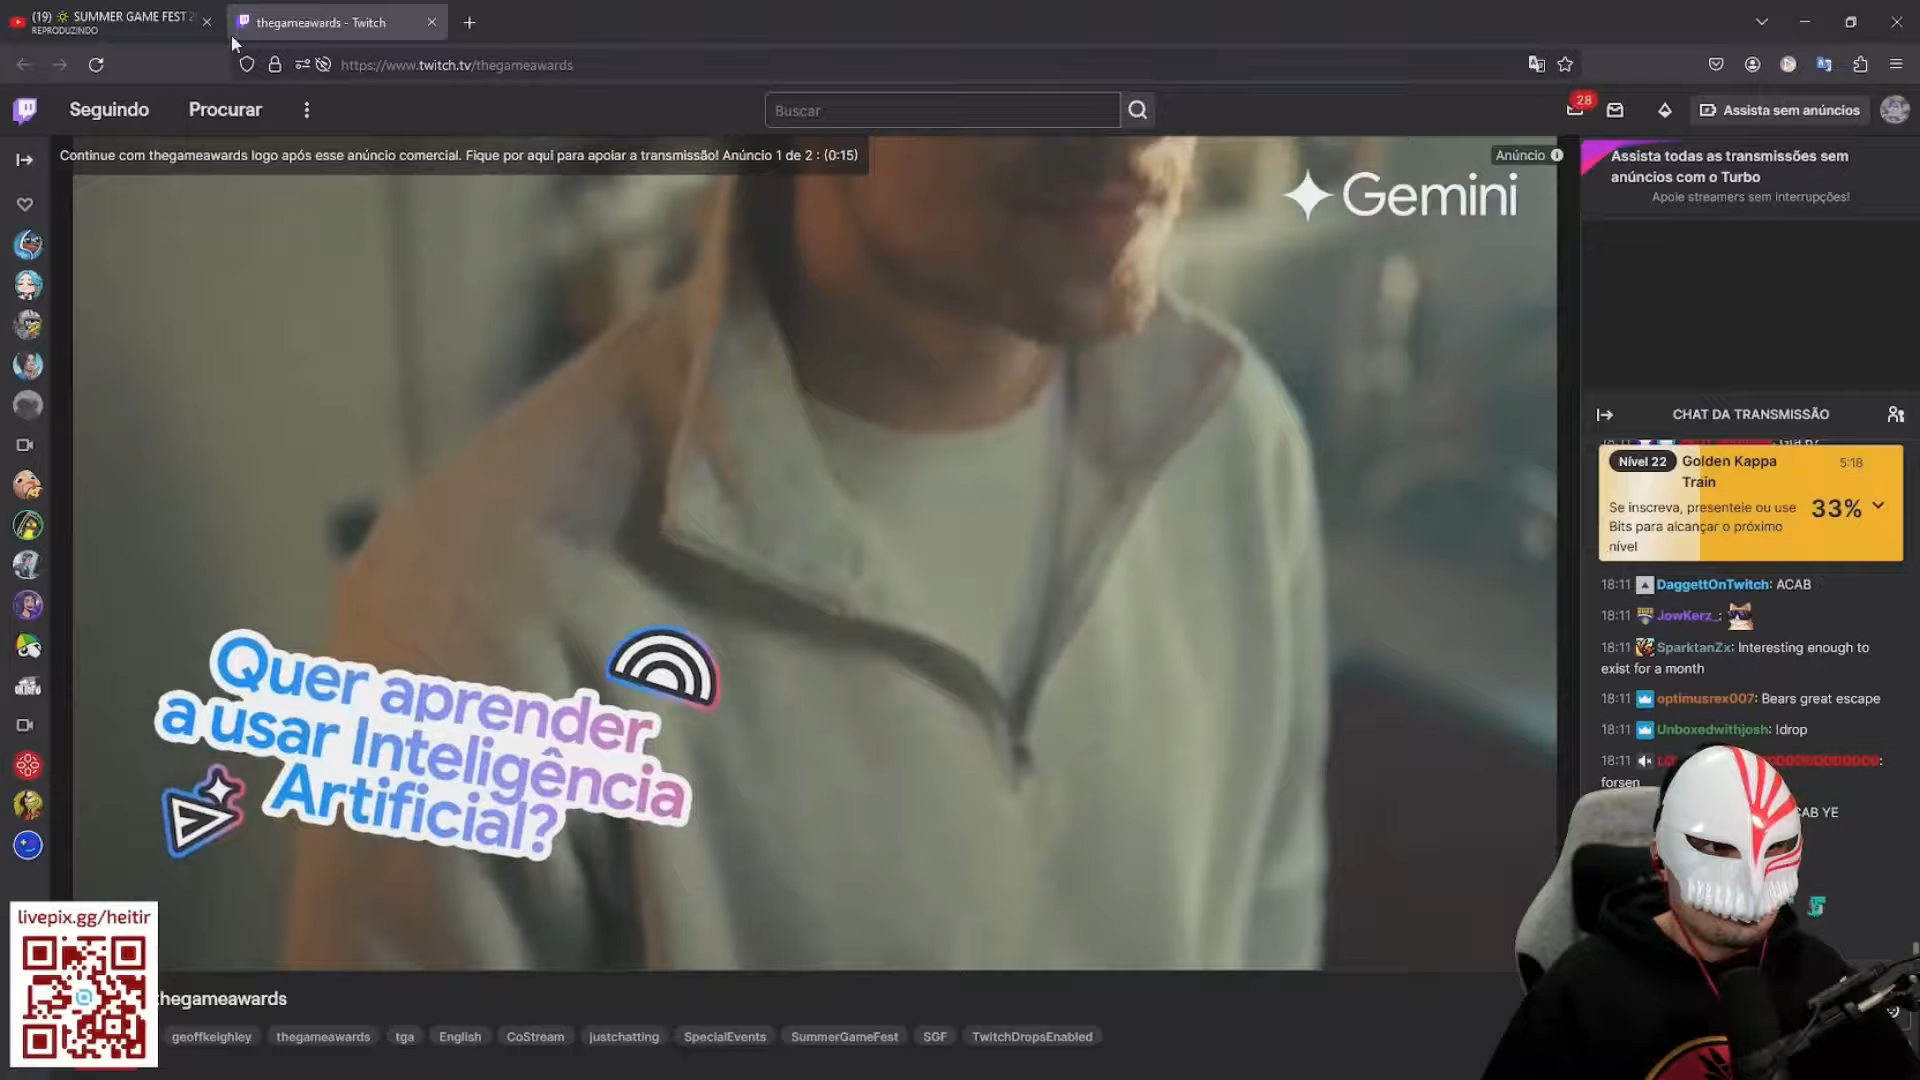 (19) 🔆 SUMMER GAME FEST 2
REPRODUZINDO
thegameawards - Twitch
https://www.twitch.tv/thegameawards
Seguindo
Procurar
Buscar
28
Assista sem anúncios
Continue com thegameawards logo após esse anúncio comercial. Fique por aqui para apoiar a transmissão! Anúncio 1 de 2 : (0:15)
Anúncio
Gemini
Quer aprender
a usar Inteligência
Artificial?
Assista todas as transmissões sem
anúncios com o Turbo
Apoie streamers sem interrupções!
CHAT DA TRANSMISSÃO
Nível 22
Golden Kappa
Train
5:18
Se inscreva, presenteie ou use
Bits para alcançar o próximo
nível
33%
18:11 DaggettOnTwitch: ACAB
18:11 JowKerz_:
18:11 SparktanZx: Interesting enough to
exist for a month
18:11 optimusrex007: Bears great escape
18:11 Unboxedwithjosh: !drop
18:11
forsen
livepix.gg/heitir
thegameawards
geoffkeighley
thegameawards
tga
English
CoStream
justchatting
SpecialEvents
SummerGameFest
SGF
TwitchDropsEnabled